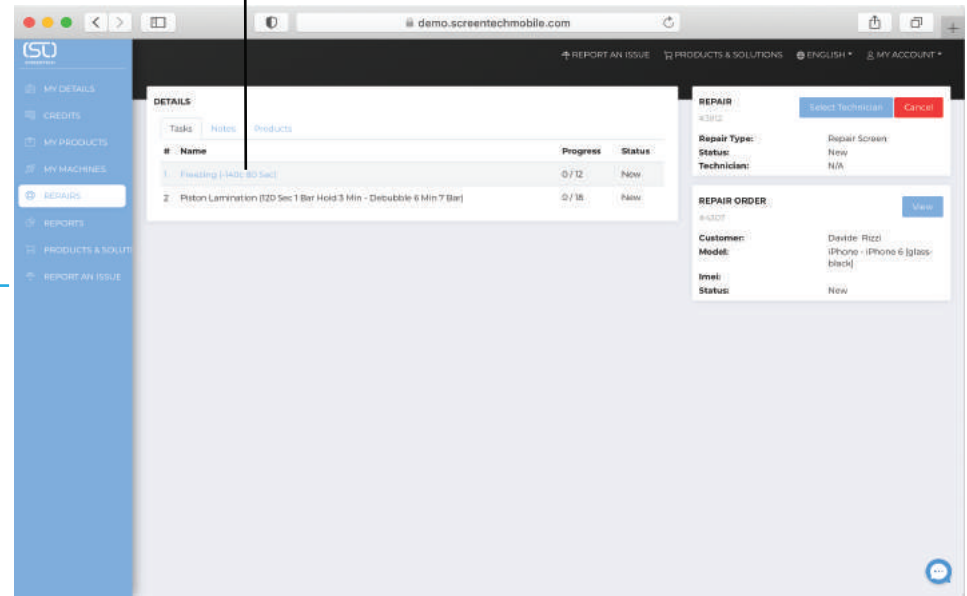 demo.screentechmobile.com
(ST)
REPORT AN ISSUE PRODUCTS & SOLUTIONS ENGLISH MY ACCOUNT
MY DETAILS
CREDITS
MY PRODUCTS
MY MACHINES
REPAIRS
REPORTS
PRODUCTS & SOLUTI
REPORT AN ISSUE
DETAILS
Tasks Notes Products
# Name Progress Status
1 Freezing (-140c 80 Sec) 0/12 New
2 Piston Lamination (120 Sec 1 Bar Hold 3 Min - Debubble 6 Min 7 Bar) 0/18 New
REPAIR Select Technician Cancel
#3812
Repair Type: Repair Screen
Status: New
Technician: N/A
REPAIR ORDER View
#4307
Customer: Davide Rizzi
Model: iPhone - iPhone 6 [glass-
black]
Imei:
Status: New